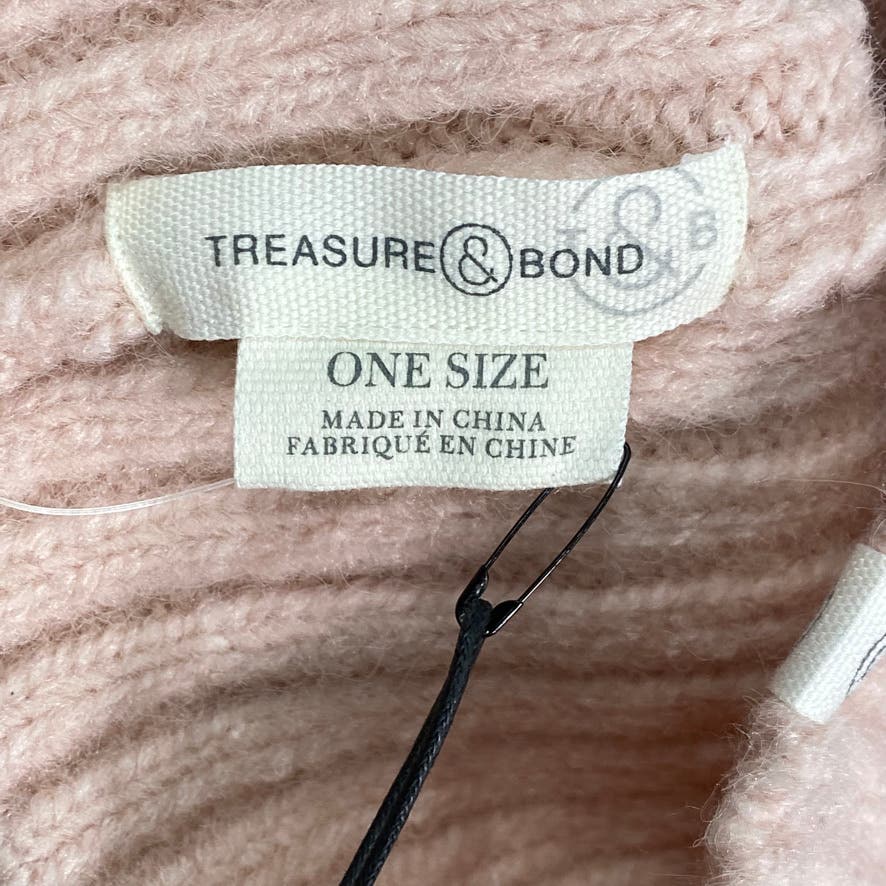 TREASURE & BOND
T & B
ONE SIZE
MADE IN CHINA
FABRIQUÉ EN CHINE